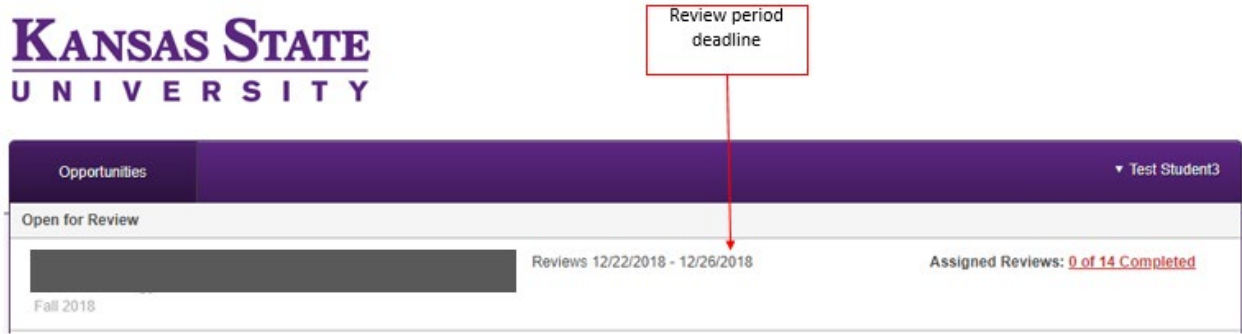 KANSAS STATE
UNIVERSITY
Review period
deadline
Opportunities
▾ Test Student3
Open for Review
Reviews 12/22/2018 - 12/26/2018
Assigned Reviews: 0 of 14 Completed
Fall 2018